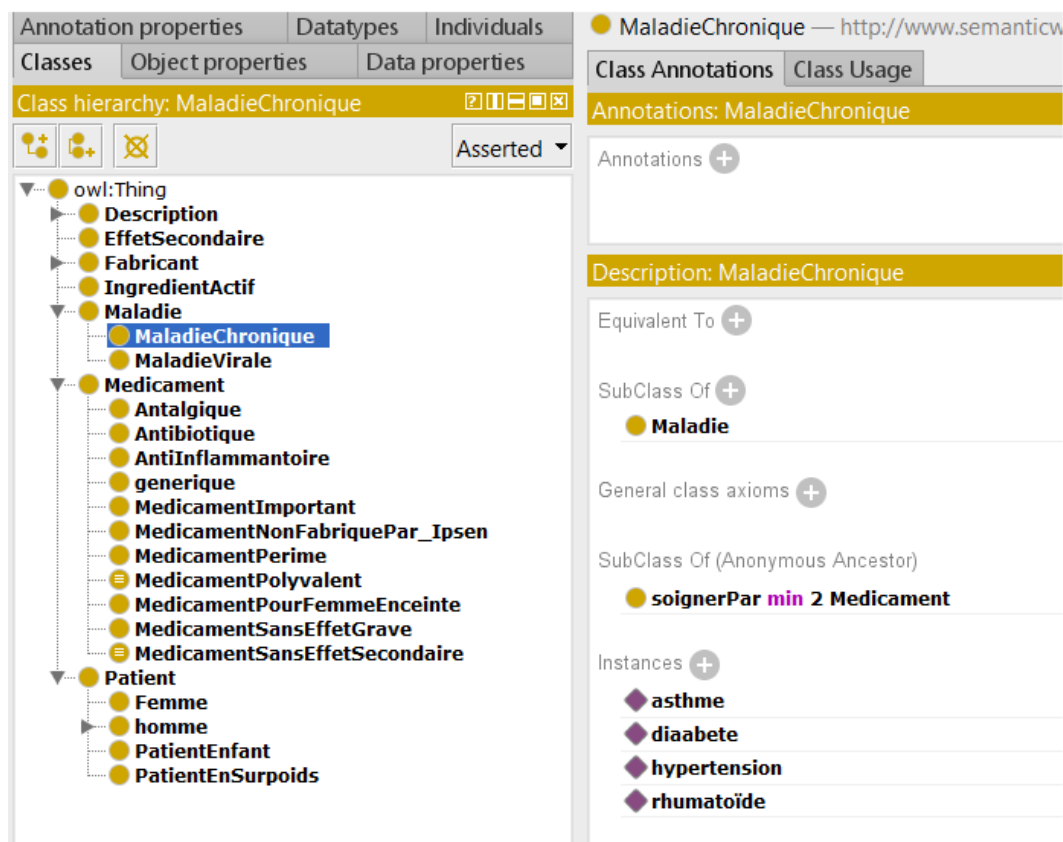 Annotation properties Datatypes Individuals
Classes Object properties Data properties
Class hierarchy: MaladieChronique
Asserted
owl:Thing
Description
EffetSecondaire
Fabricant
IngredientActif
Maladie
MaladieChronique
MaladieVirale
Medicament
Antalgique
Antibiotique
AntiInflammantoire
generique
MedicamentImportant
MedicamentNonFabriquePar_Ipsen
MedicamentPerime
MedicamentPolyvalent
MedicamentPourFemmeEnceinte
MedicamentSansEffetGrave
MedicamentSansEffetSecondaire
Patient
Femme
homme
PatientEnfant
PatientEnSurpoids
MaladieChronique — http://www.semanticw
Class Annotations Class Usage
Annotations: MaladieChronique
Annotations
Description: MaladieChronique
Equivalent To
SubClass Of
Maladie
General class axioms
SubClass Of (Anonymous Ancestor)
soignerPar min 2 Medicament
Instances
asthme
diaabete
hypertension
rhumatoïde